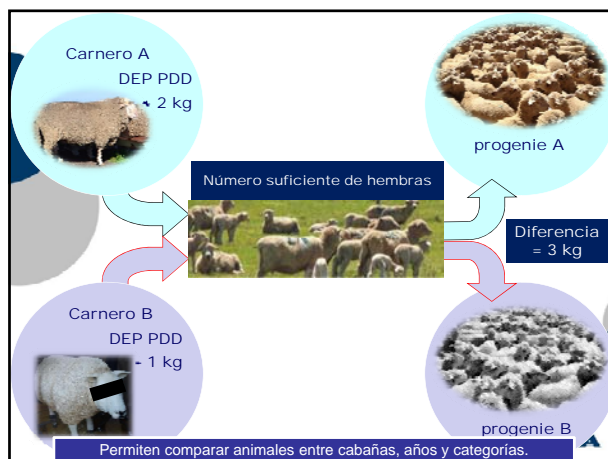 Carnero A
DEP PDD
+ 2 kg
progenie A
Número suficiente de hembras
Diferencia
= 3 kg
Carnero B
DEP PDD
- 1 kg
progenie B
Permiten comparar animales entre cabañas, años y categorías.
A